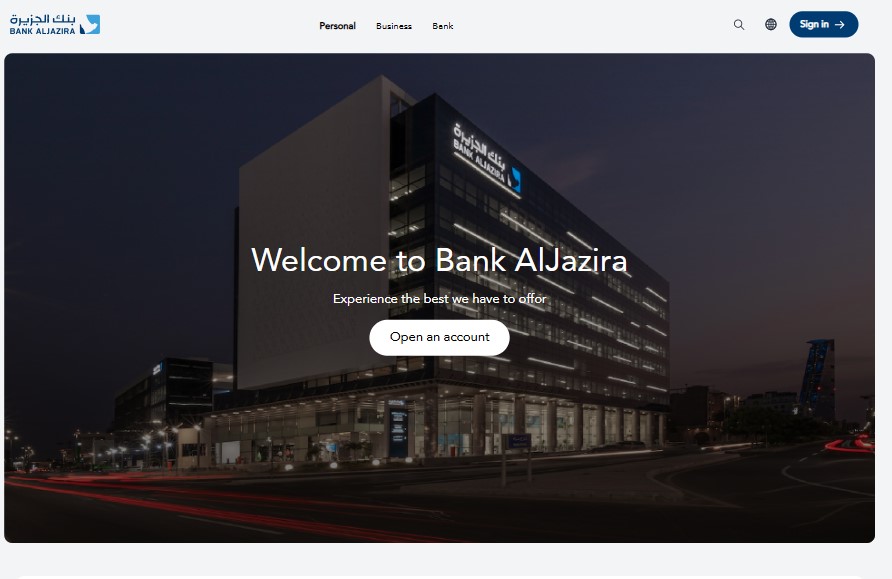 بنك الجزيرة
BANK ALJAZIRA
Personal
Business
Bank
Sign in
بنك الجزيرة
BANK ALJAZIRA
Welcome to Bank AlJazira
Experience the best we have to offor
Open an account